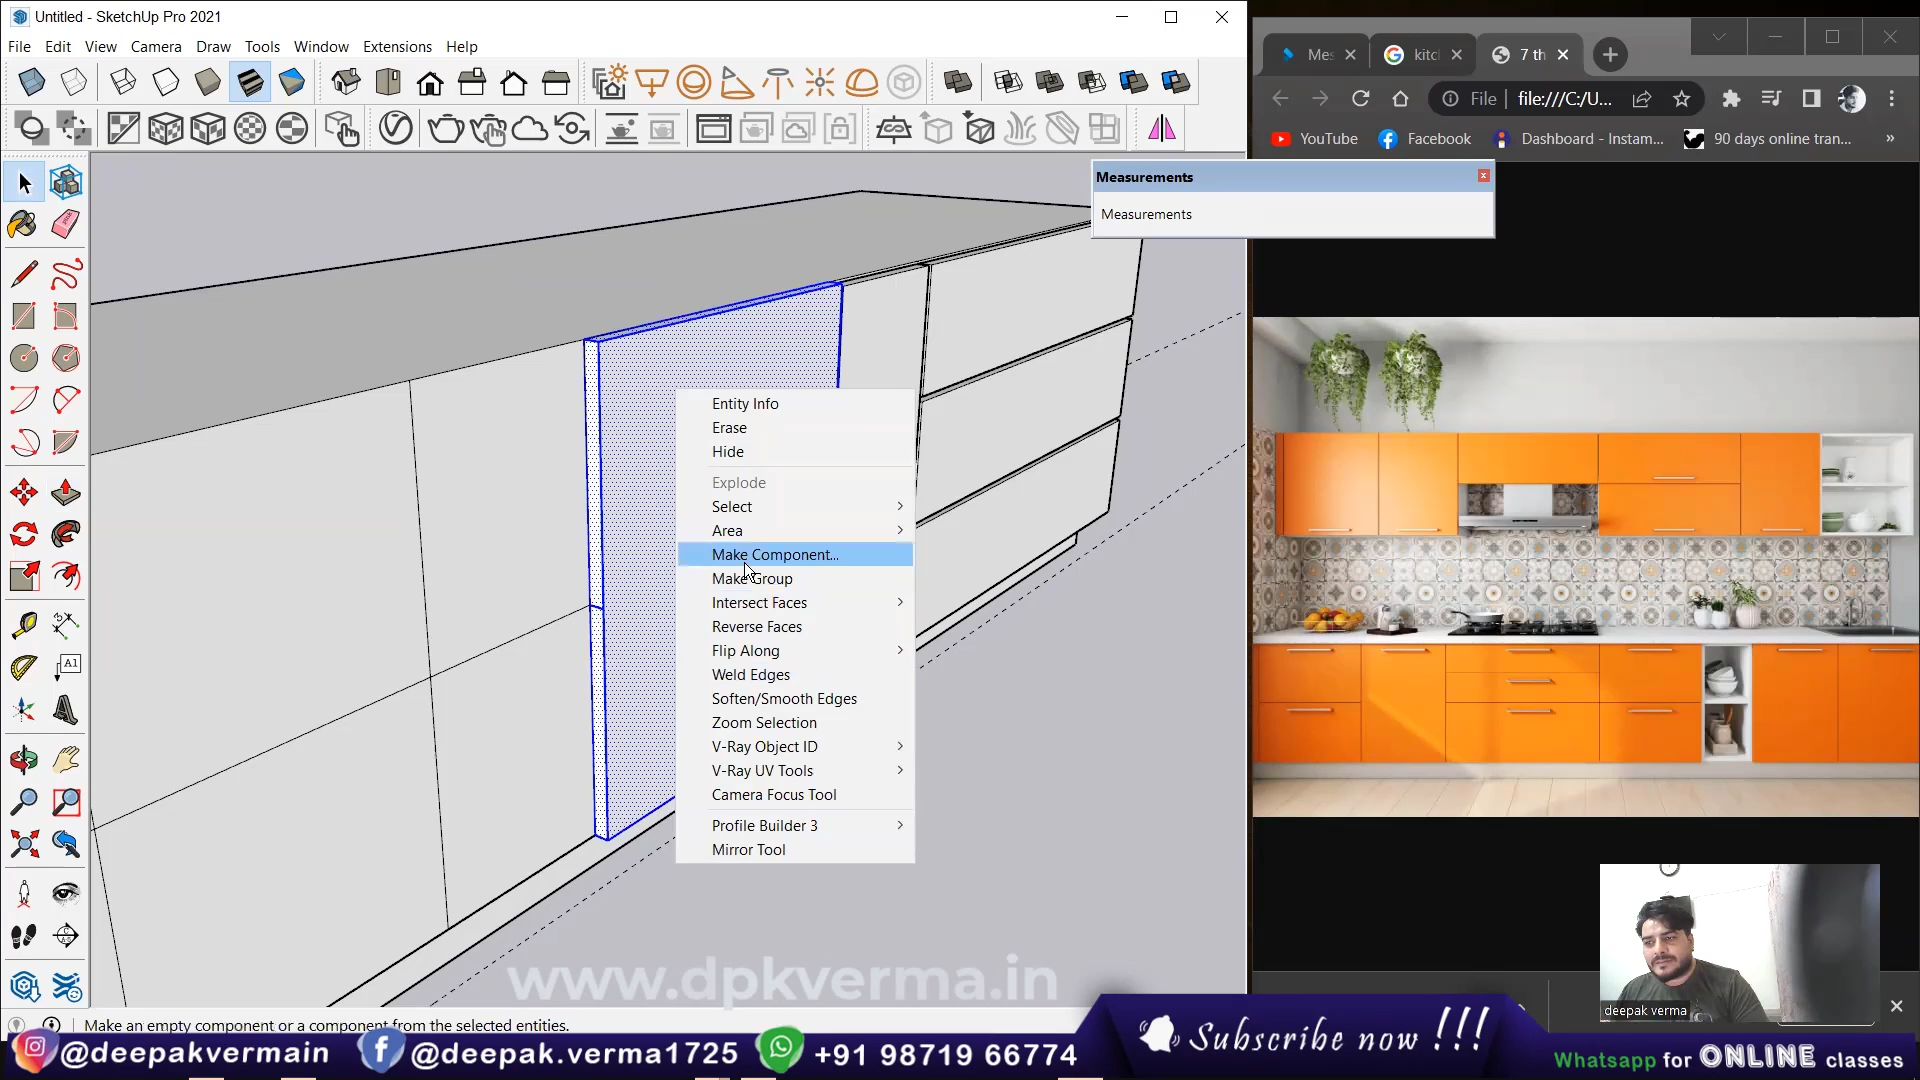 Untitled - SketchUp Pro 2021
File Edit View Camera Draw Tools Window Extensions Help
Mes
kitcl
7 th
File
file:///C:/U...
YouTube
Facebook
Dashboard - Instam...
90 days online tran...
»
Measurements
Measurements
A1
Entity Info
Erase
Hide
Explode
Select
Area
Make Component...
Make Group
Intersect Faces
Reverse Faces
Flip Along
Weld Edges
Soften/Smooth Edges
Zoom Selection
V-Ray Object ID
V-Ray UV Tools
Camera Focus Tool
Profile Builder 3
Mirror Tool
www.dpkverma.in
deepak verma
Make an empty component or a component from the selected entities.
@deepakvermain
@deepak.verma1725
+91 98719 66774
Subscribe now !!!
Whatsapp for ONLINE classes